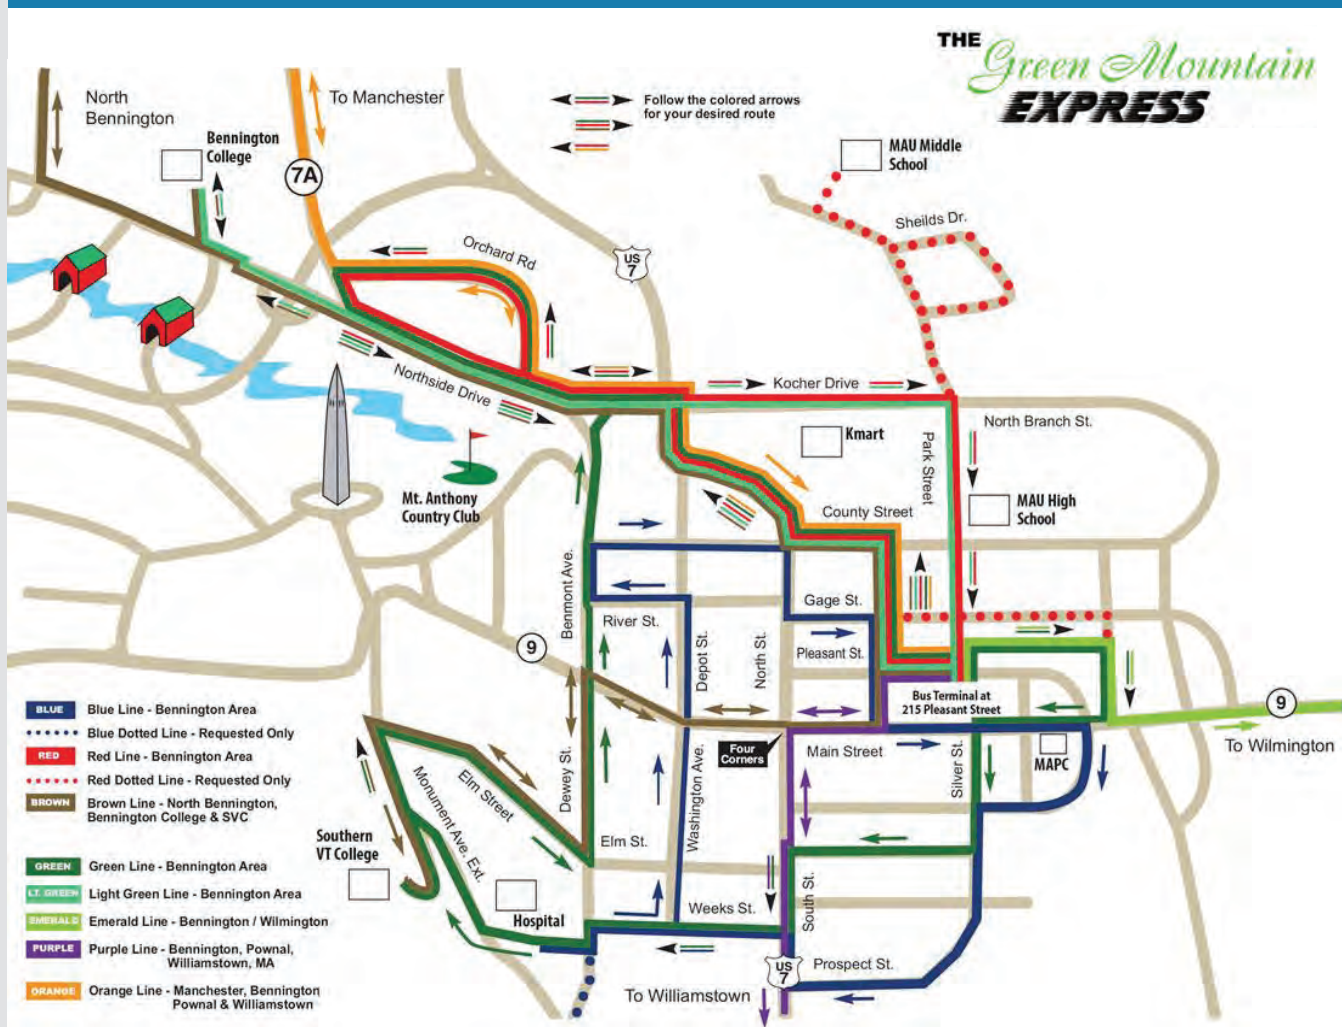 THE
Green Mountain
EXPRESS
North
Bennington
To Manchester
Follow the colored arrows
for your desired route
Bennington
College
MAU Middle
School
7A
Sheilds Dr.
Orchard Rd
US
7
Northside Drive
Kocher Drive
North Branch St.
Kmart
Park Street
Mt. Anthony
Country Club
MAU High
School
County Street
Benmont Ave.
Gage St.
River St.
9
Depot St.
North St.
Pleasant St.
Bus Terminal at
215 Pleasant Street
9
To Wilmington
Four
Corners
Main Street
Silver St.
MAPC
Dewey St.
Washington Ave.
Elm Street
Monument Ave. Ext.
Southern
VT College
Elm St.
Hospital
Weeks St.
South St.
US
7
Prospect St.
To Williamstown
BLUE
Blue Line - Bennington Area
Blue Dotted Line - Requested Only
RED
Red Line - Bennington Area
Red Dotted Line - Requested Only
BROWN
Brown Line - North Bennington,
Bennington College & SVC
GREEN
Green Line - Bennington Area
LT. GREEN
Light Green Line - Bennington Area
EMERALD
Emerald Line - Bennington / Wilmington
PURPLE
Purple Line - Bennington, Pownal,
Williamstown, MA
ORANGE
Orange Line - Manchester, Bennington
Pownal & Williamstown